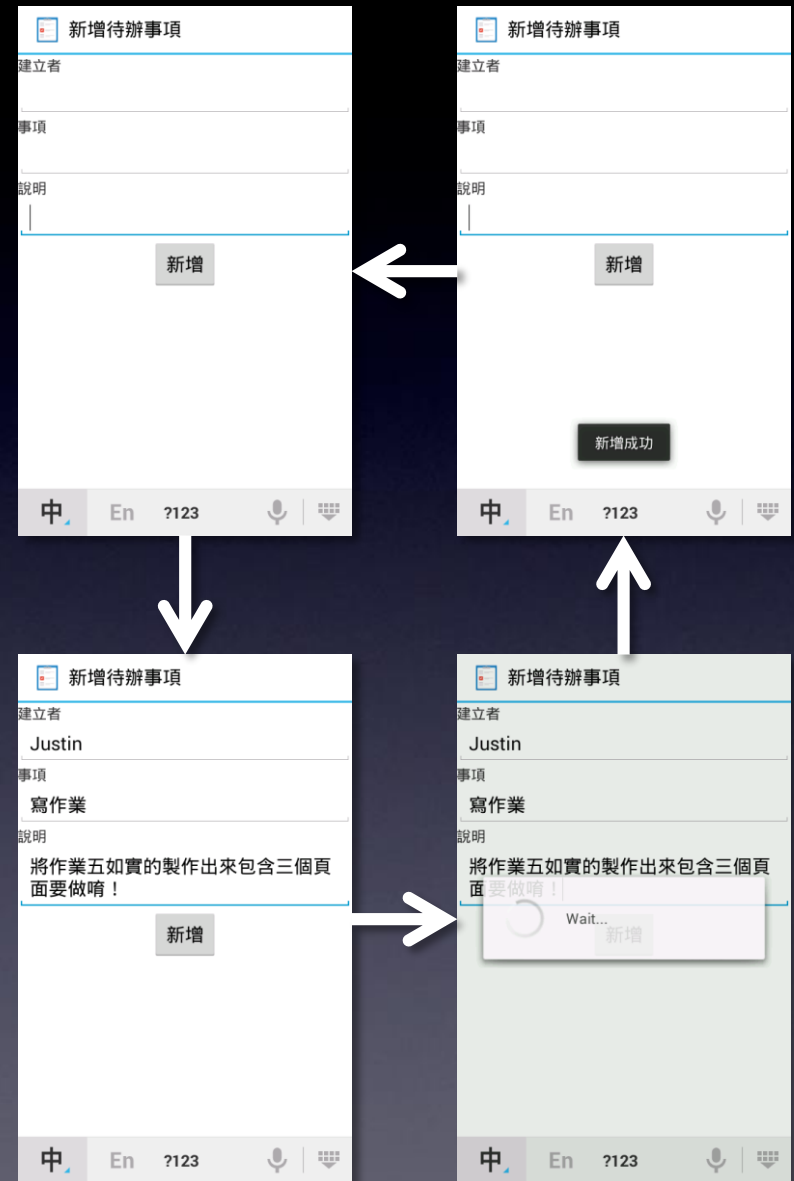 新增待辦事項
建立者
事項
說明
新增
中 En ?123
新增待辦事項
建立者
事項
說明
新增
新增成功
中 En ?123
新增待辦事項
建立者
Justin
事項
寫作業
說明
將作業五如實的製作出來包含三個頁
面要做唷！
新增
中 En ?123
新增待辦事項
建立者
Justin
事項
寫作業
說明
將作業五如實的製作出來包含三個頁
面要做唷！
Wait...
新增
中 En ?123